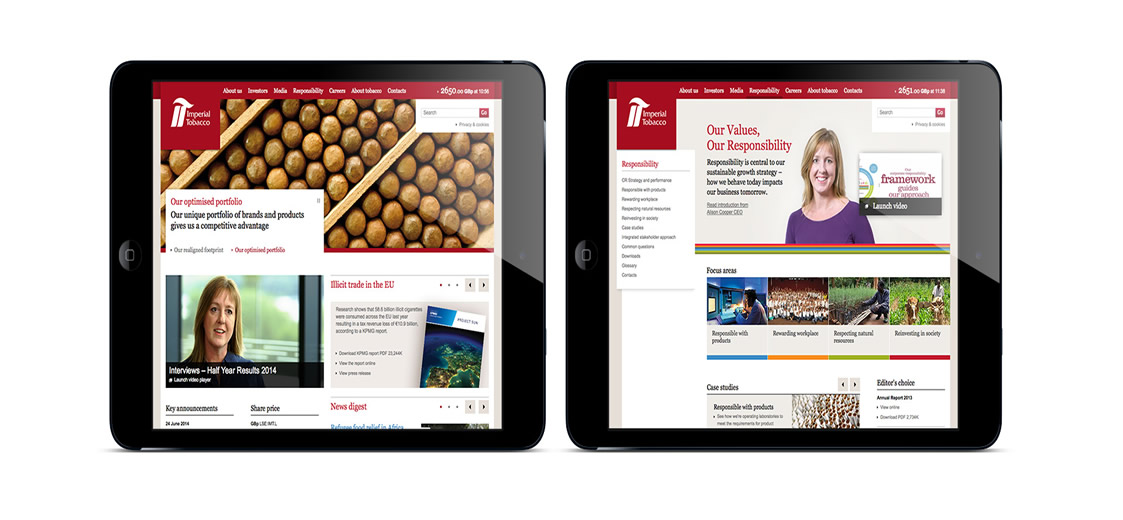 About us Investors Media Responsibility Careers About tobacco Contacts
2650.00 GBp at 10:56
Imperial
Tobacco
Search Go
Privacy & cookies
Our optimised portfolio
Our unique portfolio of brands and products
gives us a competitive advantage
Our realigned footprint Our optimised portfolio
Interviews – Half Year Results 2014
Launch video player
Illicit trade in the EU
Research shows that 58.6 billion illicit cigarettes
were consumed across the EU last year
resulting in a tax revenue loss of €10.9 billion,
according to a KPMG report.
Download KPMG report PDF 23,244K
View the report online
View press release
PROJECT SUN
Key announcements
24 June 2014
Share price
GBp LSE:IMT.L
News digest
Refugee food relief in Africa
About us Investors Media Responsibility Careers About tobacco Contacts
2651.00 GBp at 11:38
Imperial
Tobacco
Search Go
Privacy & cookies
Our Values,
Our Responsibility
Responsibility is central to our
sustainable growth strategy –
how we behave today impacts
our business tomorrow.
Read introduction from
Alison Cooper CEO
framework
guides
our approach
Launch video
Responsibility
CR Strategy and performance
Responsible with products
Rewarding workplace
Respecting natural resources
Reinvesting in society
Case studies
Integrated stakeholder approach
Common questions
Downloads
Glossary
Contacts
Focus areas
Responsible with
products
Rewarding workplace
Respecting natural
resources
Reinvesting in society
Case studies
Responsible with products
See how we're operating laboratories to
meet the requirements for product
Editor's choice
Annual Report 2013
View online
Download PDF 2,734K